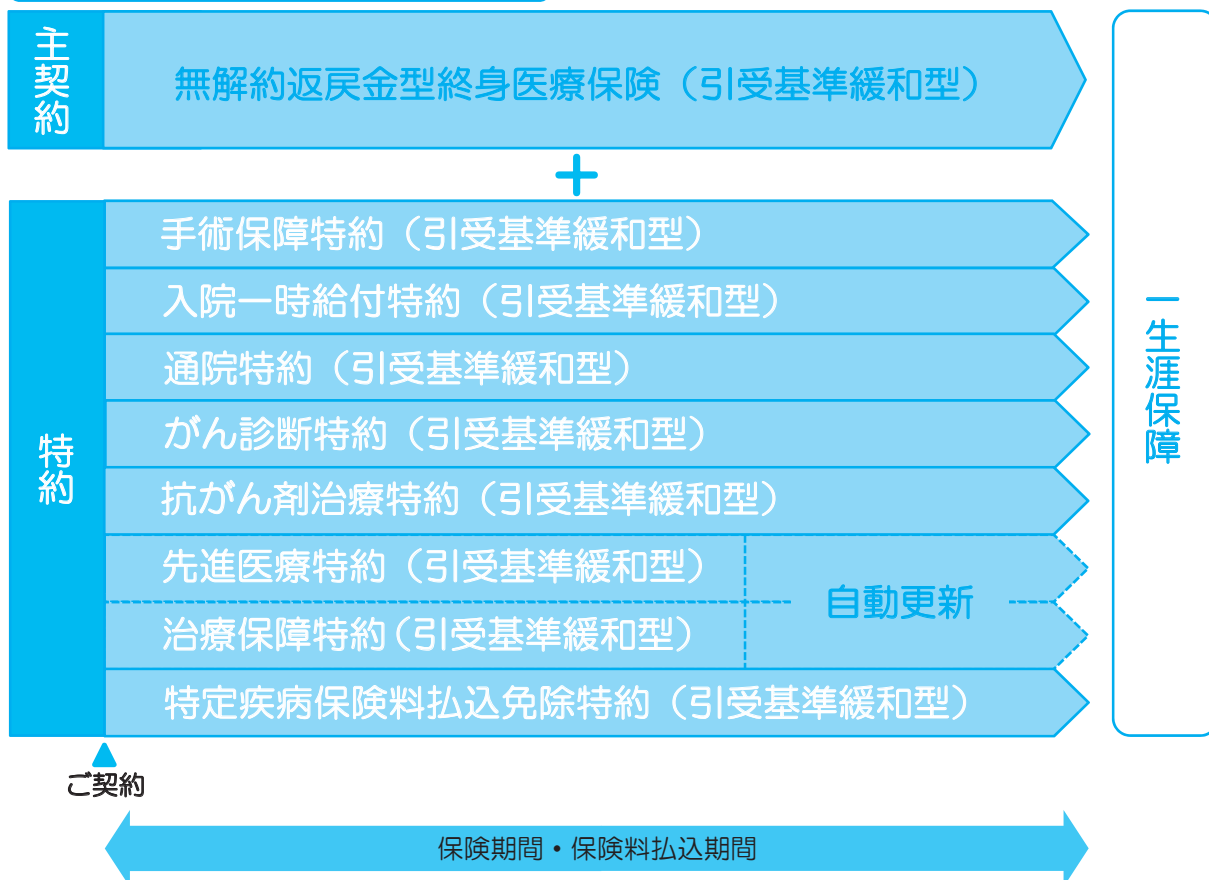 主契約
無解約返戻金型終身医療保険（引受基準緩和型）
＋
特約
手術保障特約（引受基準緩和型）
入院一時給付特約（引受基準緩和型）
通院特約（引受基準緩和型）
がん診断特約（引受基準緩和型）
抗がん剤治療特約（引受基準緩和型）
先進医療特約（引受基準緩和型）
治療保障特約（引受基準緩和型）
自動更新
特定疾病保険料払込免除特約（引受基準緩和型）
一生涯保障
ご契約
保険期間・保険料払込期間